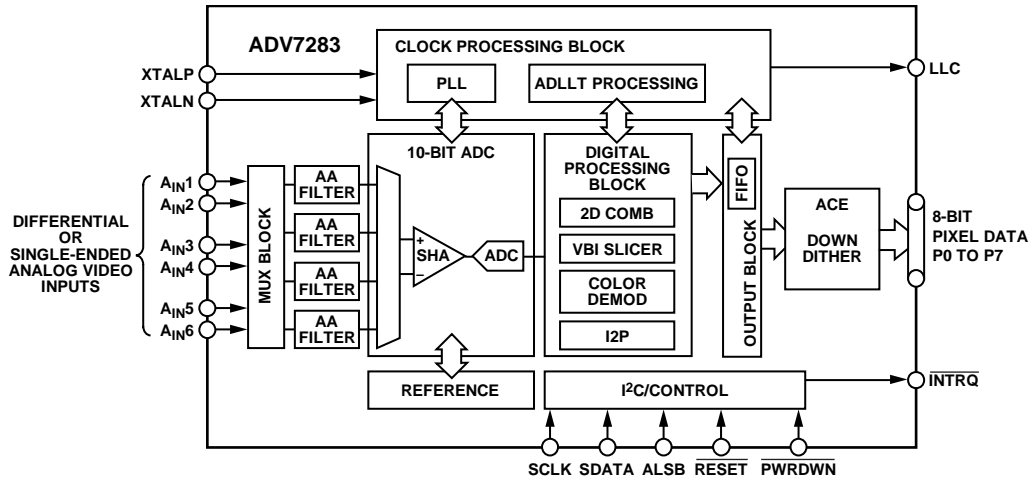 ADV7283
CLOCK PROCESSING BLOCK
PLL
ADLLT PROCESSING
XTALP
XTALN
LLC
DIFFERENTIAL
OR
SINGLE-ENDED
ANALOG VIDEO
INPUTS
AIN1
AIN2
AIN3
AIN4
AIN5
AIN6
MUX BLOCK
AA
FILTER
AA
FILTER
AA
FILTER
AA
FILTER
10-BIT ADC
+
SHA
–
ADC
REFERENCE
DIGITAL
PROCESSING
BLOCK
2D COMB
VBI SLICER
COLOR
DEMOD
I2P
FIFO
OUTPUT BLOCK
ACE
DOWN
DITHER
8-BIT
PIXEL DATA
P0 TO P7
I2C/CONTROL
INTRQ
SCLK
SDATA
ALSB
RESET
PWRDWN